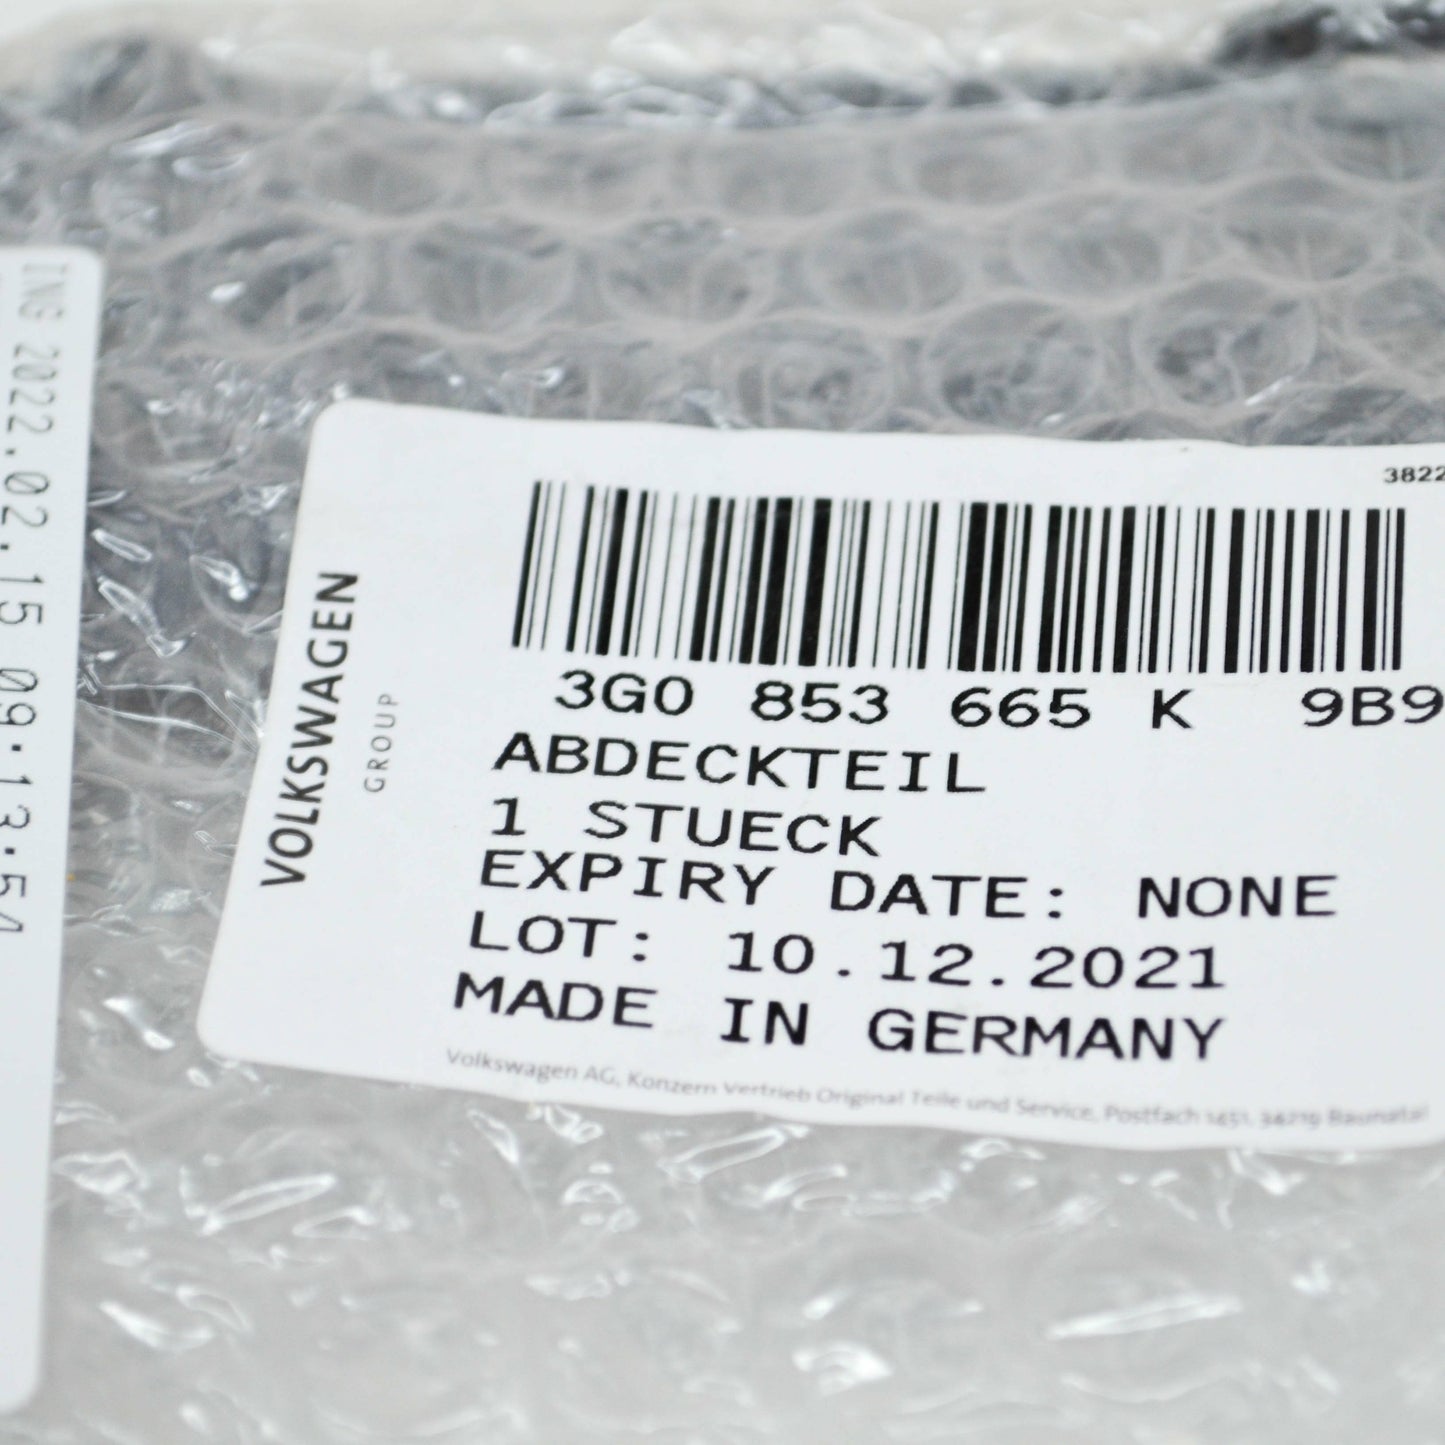 ING 2022.02.15 09:13:54
VOLKSWAGEN
GROUP
3822
3G0 853 665 K 9B9
ABDECKTEIL
1 STUECK
EXPIRY DATE: NONE
LOT: 10.12.2021
MADE IN GERMANY
Volkswagen AG, Konzern Vertrieb Original Teile und Service, Postfach 1451, 34219 Baunatal